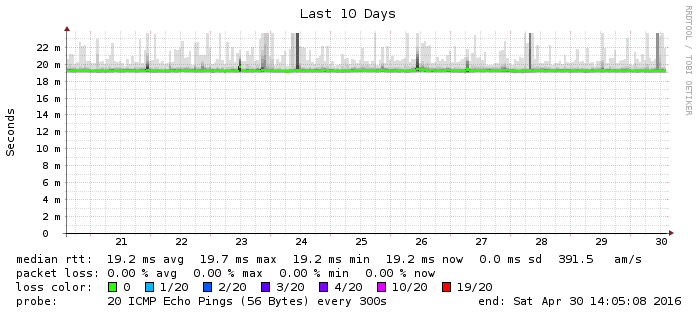 Last 10 Days
RRDTOOL / TOBI OETIKER
Seconds
22 m
20 m
18 m
16 m
14 m
12 m
10 m
8 m
6 m
4 m
2 m
0
21 22 23 24 25 26 27 28 29 30
median rtt: 19.2 ms avg 19.7 ms max 19.2 ms min 19.2 ms now 0.0 ms sd 391.5 am/s
packet loss: 0.00 % avg 0.00 % max 0.00 % min 0.00 % now
loss color: 0 1/20 2/20 3/20 4/20 10/20 19/20
probe: 20 ICMP Echo Pings (56 Bytes) every 300s end: Sat Apr 30 14:05:08 2016